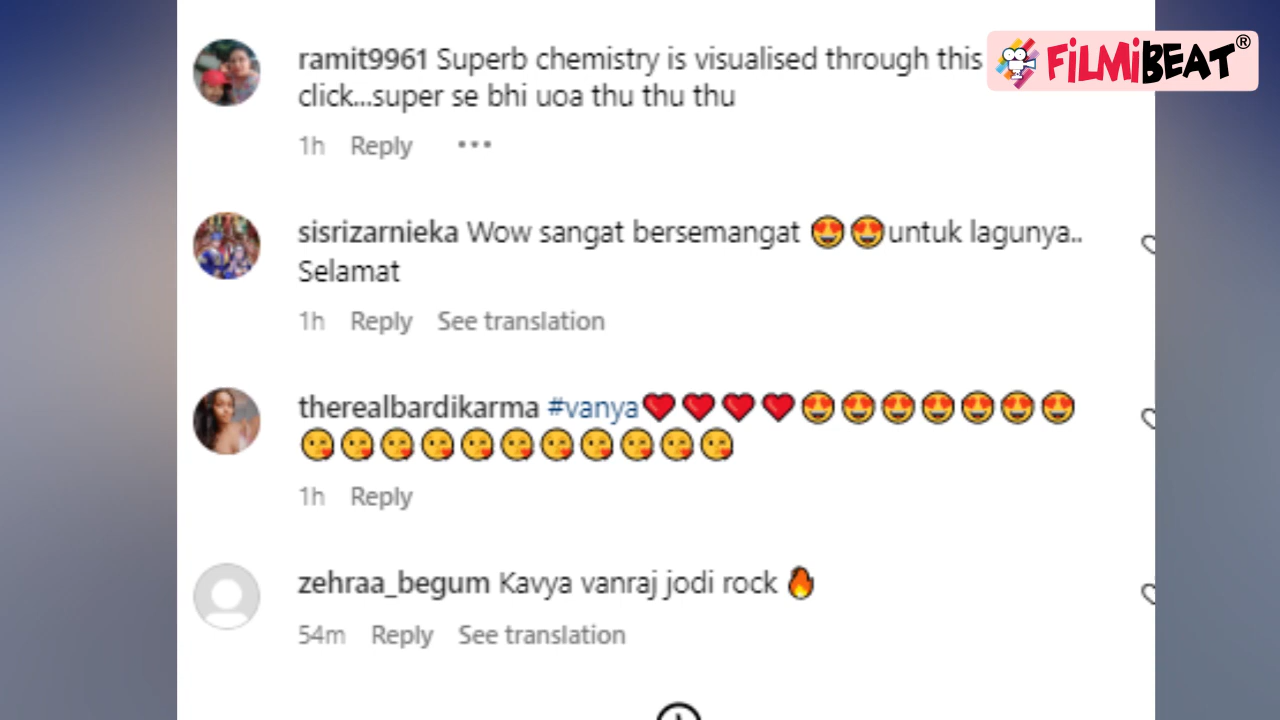 ramit9961 Superb chemistry is visualised through this
click...super se bhi uoa thu thu thu
1h Reply •••
FiLMiBEAT®
sisrizarnieka Wow sangat bersemangat 😍😍untuk lagunya..
Selamat
1h Reply See translation
therealbardikarma #vanya❤️❤️❤️❤️😍😍😍😍😍😍😍
😘😘😘😘😘😘😘😘😘😘😘
1h Reply
zehraa_begum Kavya vanraj jodi rock 🔥
54m Reply See translation